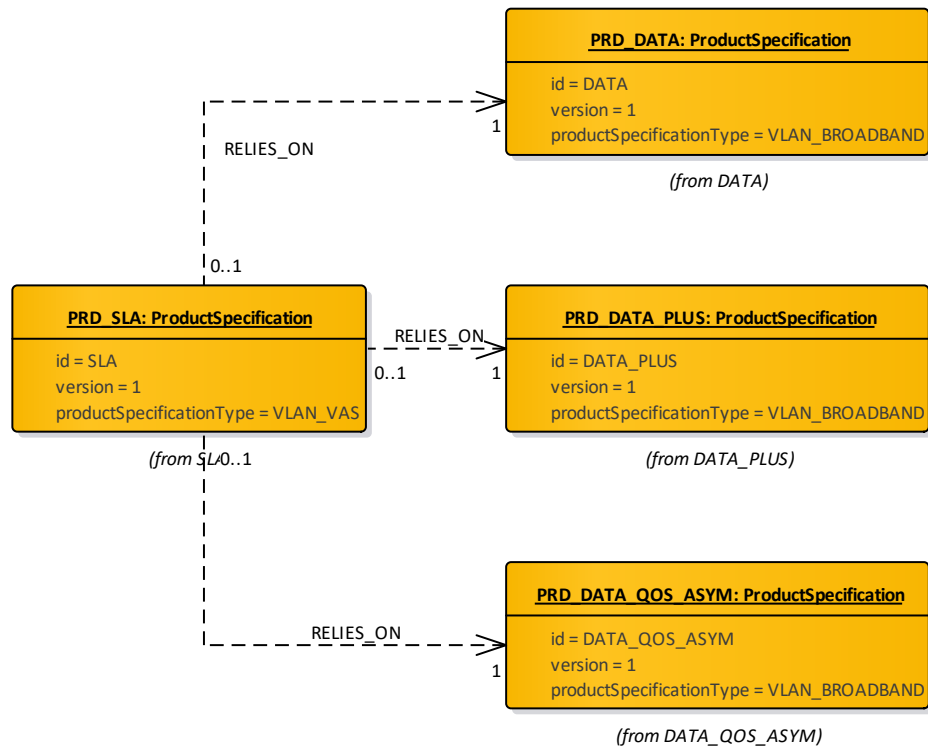 PRD_DATA: ProductSpecification
id = DATA
version = 1
productSpecificationType = VLAN_BROADBAND
(from DATA)
1
RELIES_ON
0..1
PRD_SLA: ProductSpecification
id = SLA
version = 1
productSpecificationType = VLAN_VAS
(from SLA)
RELIES_ON
0..1
1
PRD_DATA_PLUS: ProductSpecification
id = DATA_PLUS
version = 1
productSpecificationType = VLAN_BROADBAND
(from DATA_PLUS)
0..1
RELIES_ON
1
PRD_DATA_QOS_ASYM: ProductSpecification
id = DATA_QOS_ASYM
version = 1
productSpecificationType = VLAN_BROADBAND
(from DATA_QOS_ASYM)